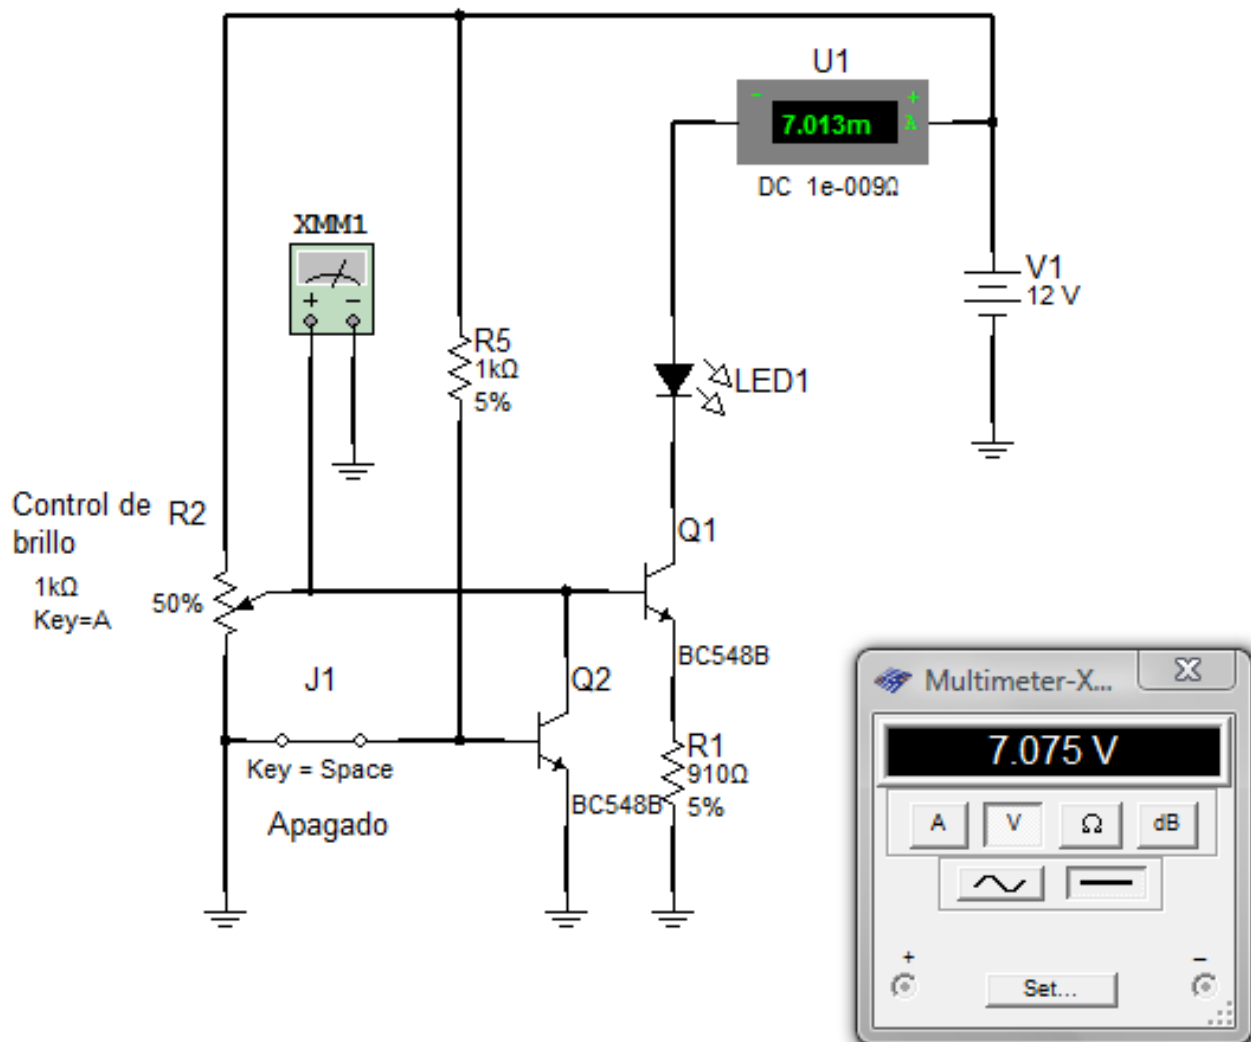 U1
-
+
7.013m
A
DC 1e-009Ω
XMM1
+
-
V1
12 V
R5
1kΩ
5%
LED1
Control de
brillo
R2
1kΩ
Key=A
50%
Q1
BC548B
J1
Key = Space
Apagado
Q2
BC548B
R1
910Ω
5%
Multimeter-X...
X
7.075 V
A
V
Ω
dB
+
-
Set...